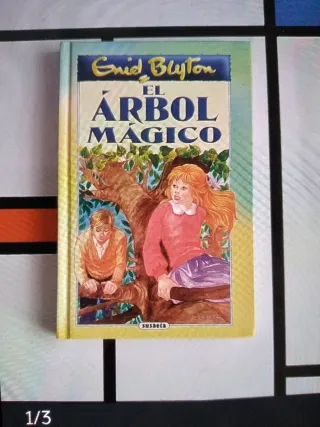 Enid Blyton
EL
ÁRBOL
MÁGICO
susaeta
1/3